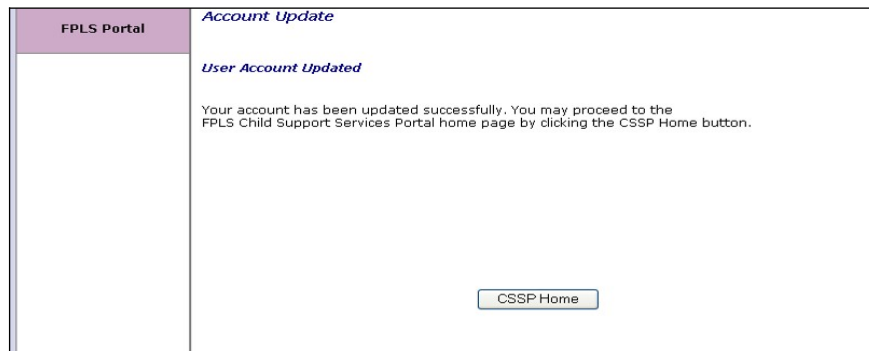 Account Update
FPLS Portal
User Account Updated
Your account has been updated successfully. You may proceed to the
FPLS Child Support Services Portal home page by clicking the CSSP Home button.
CSSP Home